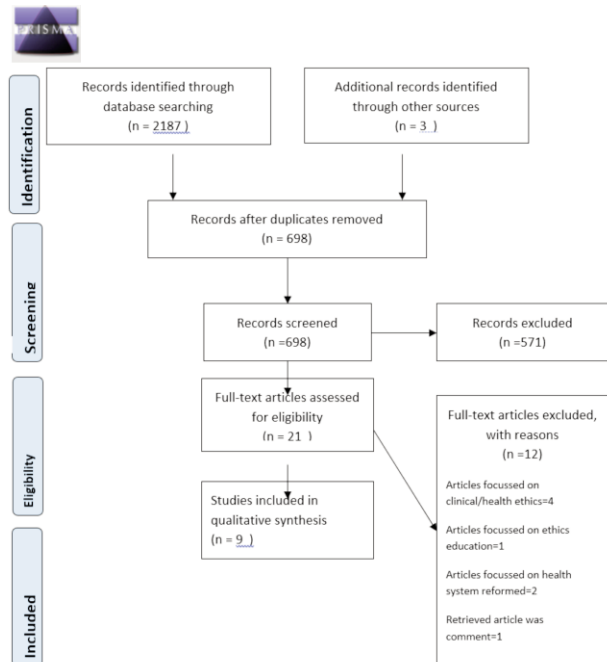 PRISMA
Identification
Records identified through
database searching
(n = 2187 )
Additional records identified
through other sources
(n = 3 )
Records after duplicates removed
(n = 698)
Screening
Records screened
(n =698)
Records excluded
(n =571)
Eligibility
Full-text articles assessed
for eligibility
(n = 21 )
Full-text articles excluded,
with reasons
(n =12)
Articles focussed on
clinical/health ethics=4
Articles focussed on ethics
education=1
Articles focussed on health
system reformed=2
Retrieved article was
comment=1
Included
Studies included in
qualitative synthesis
(n = 9 )